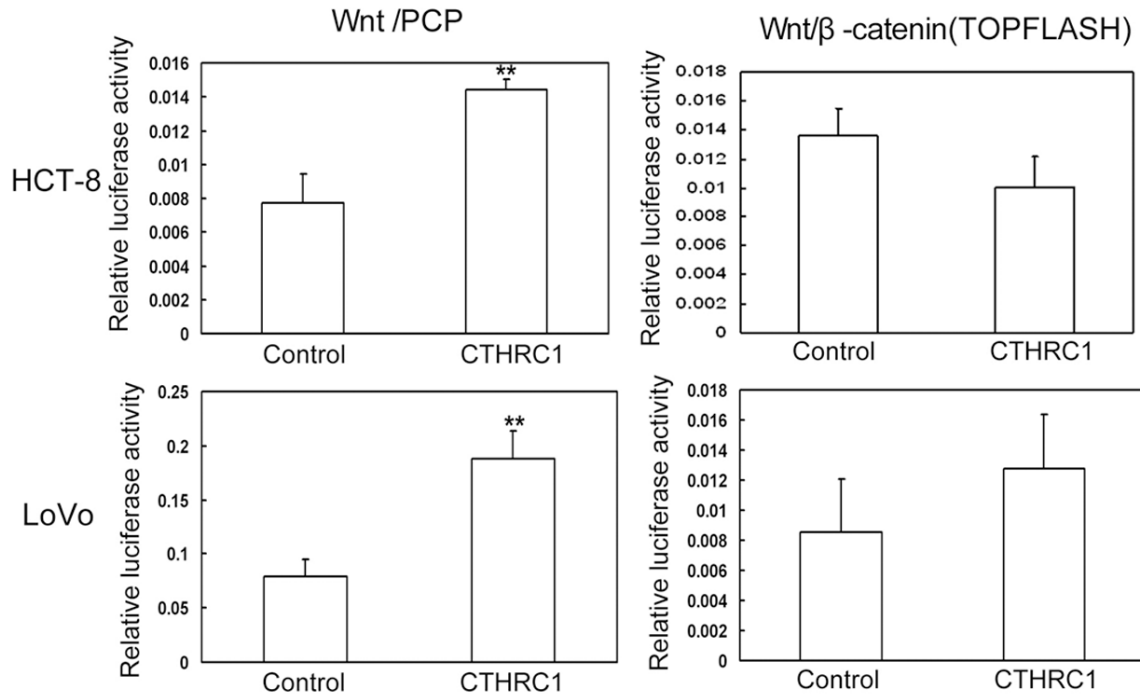 Wnt /PCP
Wnt/β -catenin(TOPFLASH)
HCT-8
Relative luciferase activity
0.016
0.014
0.012
0.01
0.008
0.006
0.004
0.002
0
**
Control
CTHRC1
Relative luciferase activity
0.018
0.016
0.014
0.012
0.01
0.008
0.006
0.004
0.002
0
Control
CTHRC1
LoVo
Relative luciferase activity
0.25
0.2
0.15
0.1
0.05
0
**
Control
CTHRC1
Relative luciferase activity
0.018
0.016
0.014
0.012
0.01
0.008
0.006
0.004
0.002
0
Control
CTHRC1